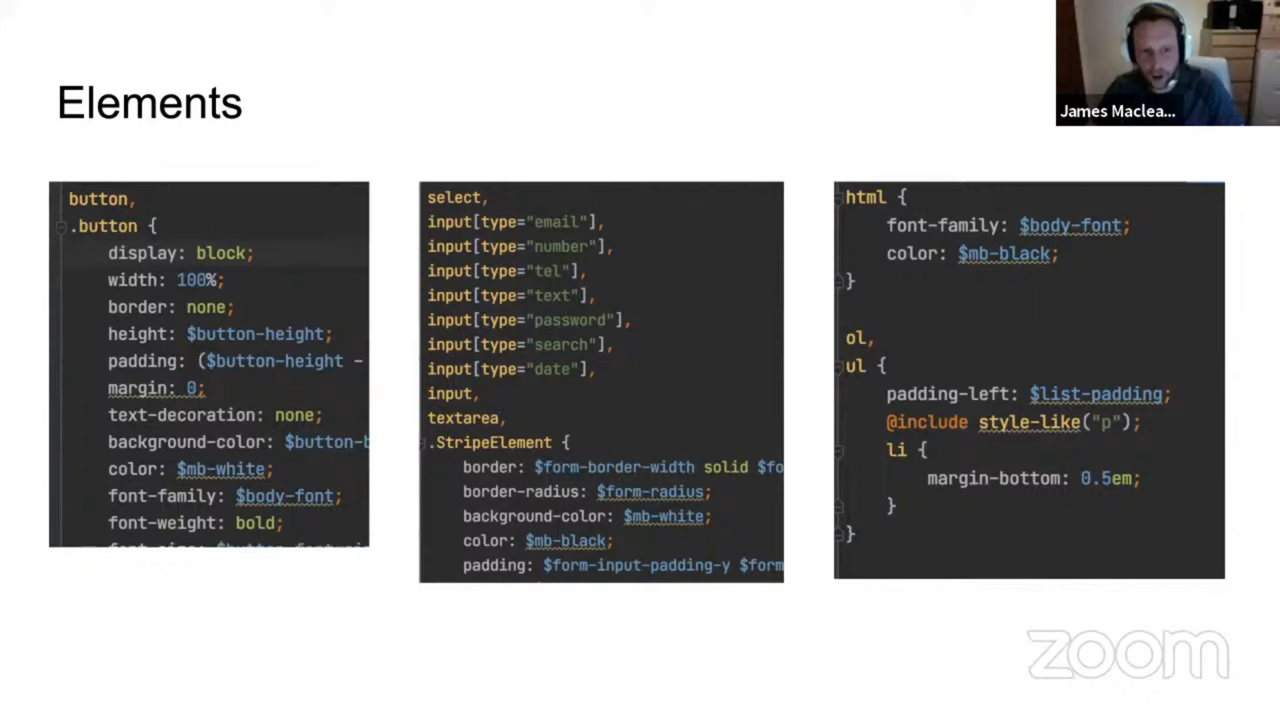 Elements
James Maclea...
button,
.button {
display: block;
width: 100%;
border: none;
height: $button-height;
padding: ($button-height -
margin: 0;
text-decoration: none;
background-color: $button-b
color: $mb-white;
font-family: $body-font;
font-weight: bold;
select,
input[type="email"],
input[type="number"],
input[type="tel"],
input[type="text"],
input[type="password"],
input[type="search"],
input[type="date"],
input,
textarea,
.StripeElement {
border: $form-border-width solid $fo
border-radius: $form-radius;
background-color: $mb-white;
color: $mb-black;
padding: $form-input-padding-y $form
html {
font-family: $body-font;
color: $mb-black;
}
ol,
ul {
padding-left: $list-padding;
@include style-like("p");
li {
margin-bottom: 0.5em;
}
}
zoom